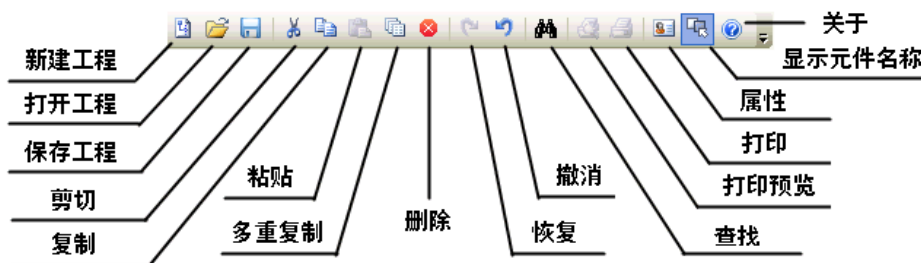 关于
新建工程
显示元件名称
打开工程
属性
保存工程
打印
粘贴
撤消
打印预览
剪切
多重复制
删除
恢复
查找
复制